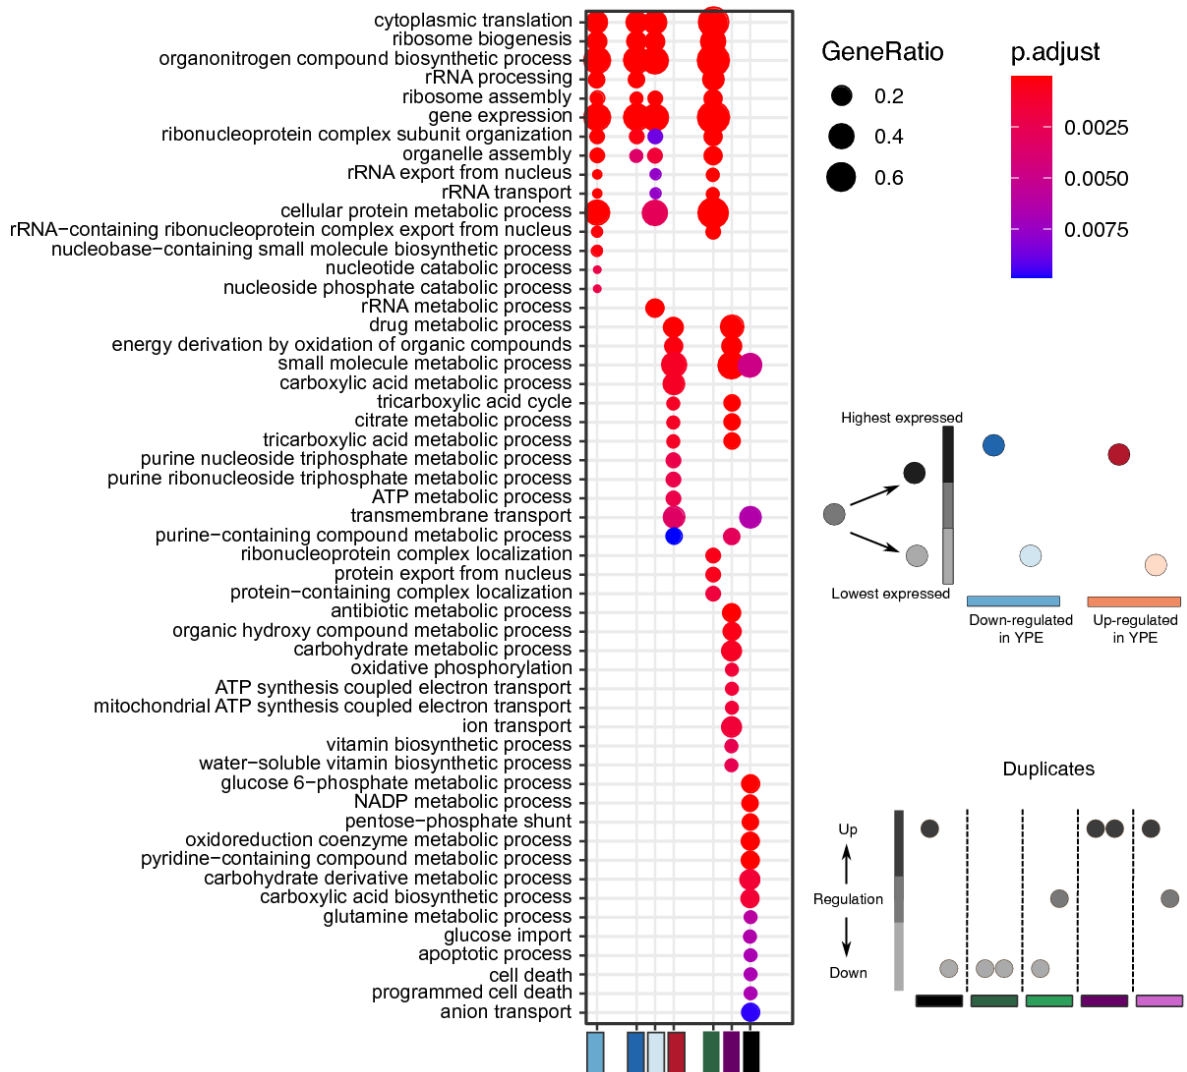 cytoplasmic translation
ribosome biogenesis
organonitrogen compound biosynthetic process
rRNA processing
ribosome assembly
gene expression
ribonucleoprotein complex subunit organization
organelle assembly
rRNA export from nucleus
rRNA transport
cellular protein metabolic process
rRNA−containing ribonucleoprotein complex export from nucleus
nucleobase−containing small molecule biosynthetic process
nucleotide catabolic process
nucleoside phosphate catabolic process
rRNA metabolic process
drug metabolic process
energy derivation by oxidation of organic compounds
small molecule metabolic process
carboxylic acid metabolic process
tricarboxylic acid cycle
citrate metabolic process
tricarboxylic acid metabolic process
purine nucleoside triphosphate metabolic process
purine ribonucleoside triphosphate metabolic process
ATP metabolic process
transmembrane transport
purine−containing compound metabolic process
ribonucleoprotein complex localization
protein export from nucleus
protein−containing complex localization
antibiotic metabolic process
organic hydroxy compound metabolic process
carbohydrate metabolic process
oxidative phosphorylation
ATP synthesis coupled electron transport
mitochondrial ATP synthesis coupled electron transport
ion transport
vitamin biosynthetic process
water−soluble vitamin biosynthetic process
glucose 6−phosphate metabolic process
NADP metabolic process
pentose−phosphate shunt
oxidoreduction coenzyme metabolic process
pyridine−containing compound metabolic process
carbohydrate derivative metabolic process
carboxylic acid biosynthetic process
glutamine metabolic process
glucose import
apoptotic process
cell death
programmed cell death
anion transport
GeneRatio
0.2
0.4
0.6
p.adjust
0.0025
0.0050
0.0075
Highest expressed
Lowest expressed
Down-regulated
in YPE
Up-regulated
in YPE
Duplicates
Up
Regulation
Down